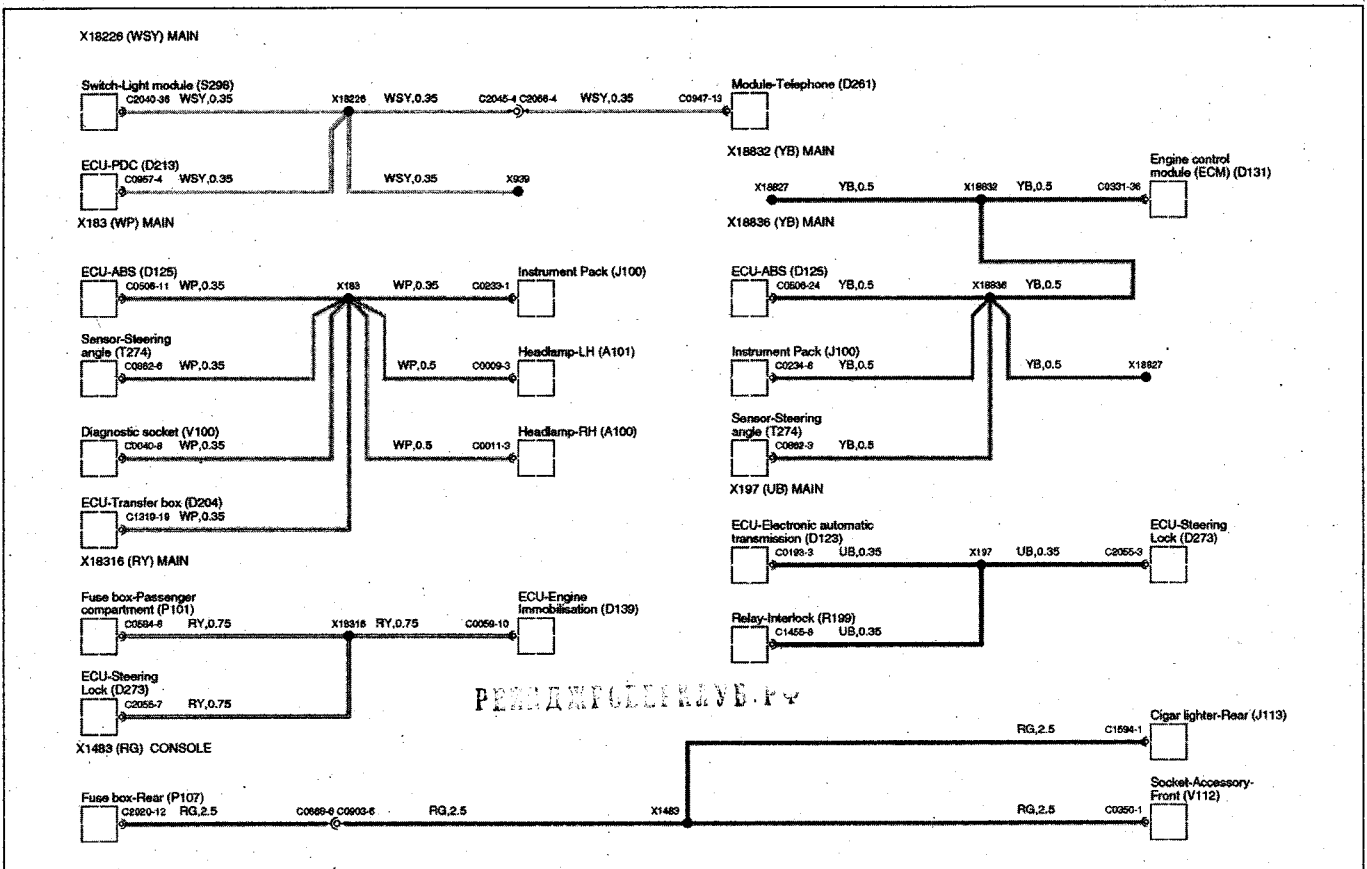 X18226 (WSY) MAIN
Switch-Light module (S298)
C2040-36 WSY,0.35 X18226 WSY,0.35 C2045-4 C2066-4 WSY,0.35 C0947-13
Module-Telephone (D261)
ECU-PDC (D213)
C0957-4 WSY,0.35 WSY,0.35 X939
X183 (WP) MAIN
ECU-ABS (D125)
C0506-11 WP,0.35 X183 WP,0.35 C0233-1
Instrument Pack (J100)
Sensor-Steering
angle (T274)
C0862-6 WP,0.35
WP,0.5 C0009-3
Headlamp-LH (A101)
Diagnostic socket (V100)
C0040-8 WP,0.35
WP,0.5 C0011-3
Headlamp-RH (A100)
ECU-Transfer box (D204)
C1319-19 WP,0.35
X18316 (RY) MAIN
Fuse box-Passenger
compartment (P101)
C0584-6 RY,0.75 X18316 RY,0.75 C0059-10
ECU-Engine
Immobilisation (D139)
ECU-Steering
Lock (D273)
C2055-7 RY,0.75
X18832 (YB) MAIN
X18827 YB,0.5 X18832 YB,0.5 C0331-36
Engine control
module (ECM) (D131)
X18836 (YB) MAIN
ECU-ABS (D125)
C0506-24 YB,0.5 X18836 YB,0.5
Instrument Pack (J100)
C0234-6 YB,0.5 YB,0.5 X18827
Sensor-Steering
angle (T274)
C0862-3 YB,0.5
X197 (UB) MAIN
ECU-Electronic automatic
transmission (D123)
C0193-3 UB,0.35 X197 UB,0.35 C2055-3
ECU-Steering
Lock (D273)
Relay-Interlock (R199)
C1455-8 UB,0.35
X1483 (RG) CONSOLE
Fuse box-Rear (P107)
C2020-12 RG,2.5 C0903-6 RG,2.5 X1483
RG,2.5 C1594-1
Cigar lighter-Rear (J113)
RG,2.5 C0350-1
Socket-Accessory-
Front (V112)